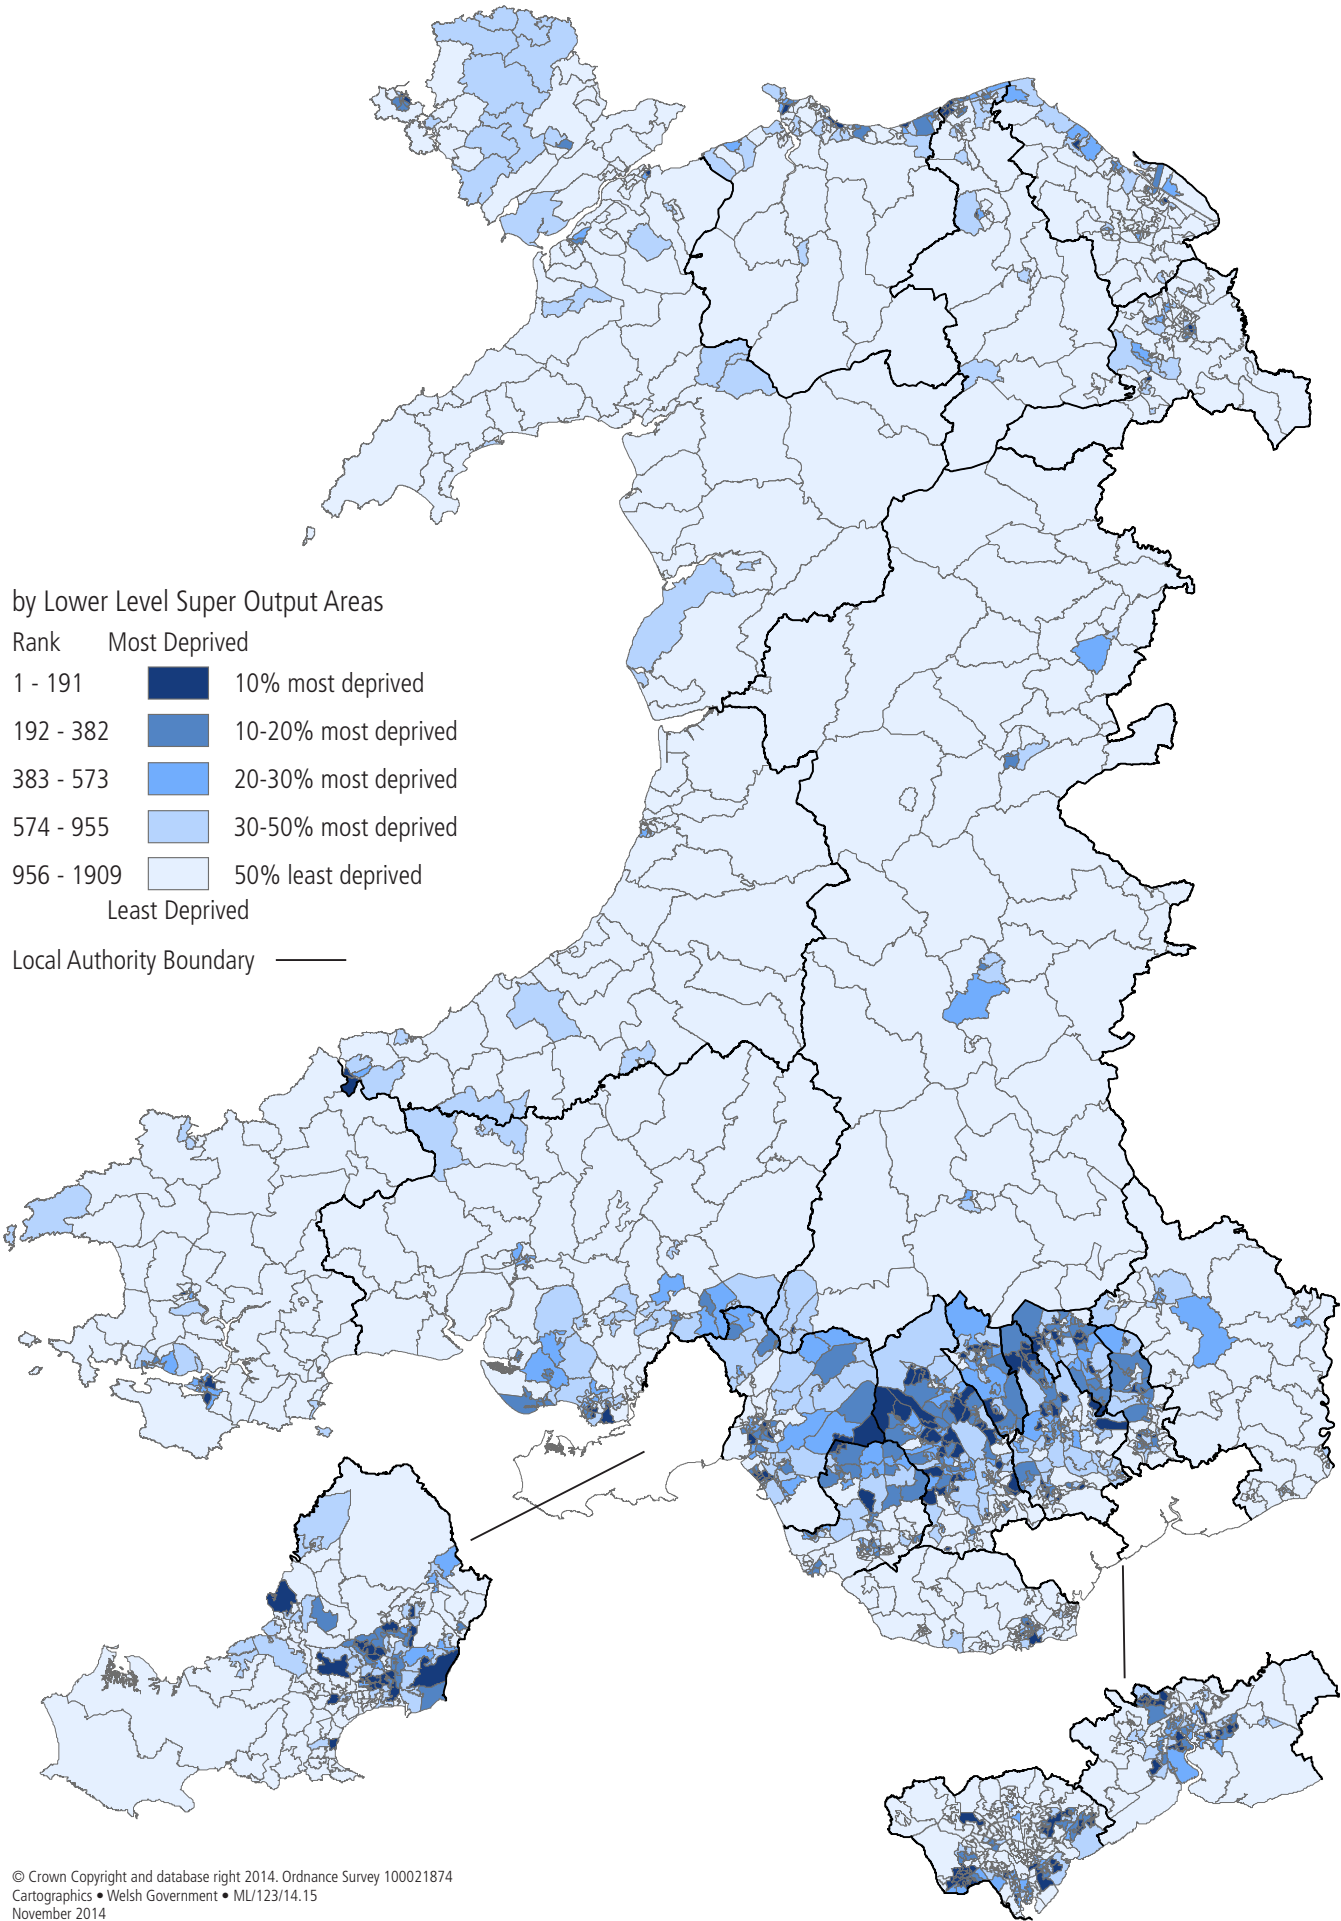 by Lower Level Super Output Areas
Rank Most Deprived
1 - 191 10% most deprived
192 - 382 10-20% most deprived
383 - 573 20-30% most deprived
574 - 955 30-50% most deprived
956 - 1909 50% least deprived
Least Deprived
Local Authority Boundary
© Crown Copyright and database right 2014. Ordnance Survey 100021874
Cartographics • Welsh Government • ML/123/14.15
November 2014